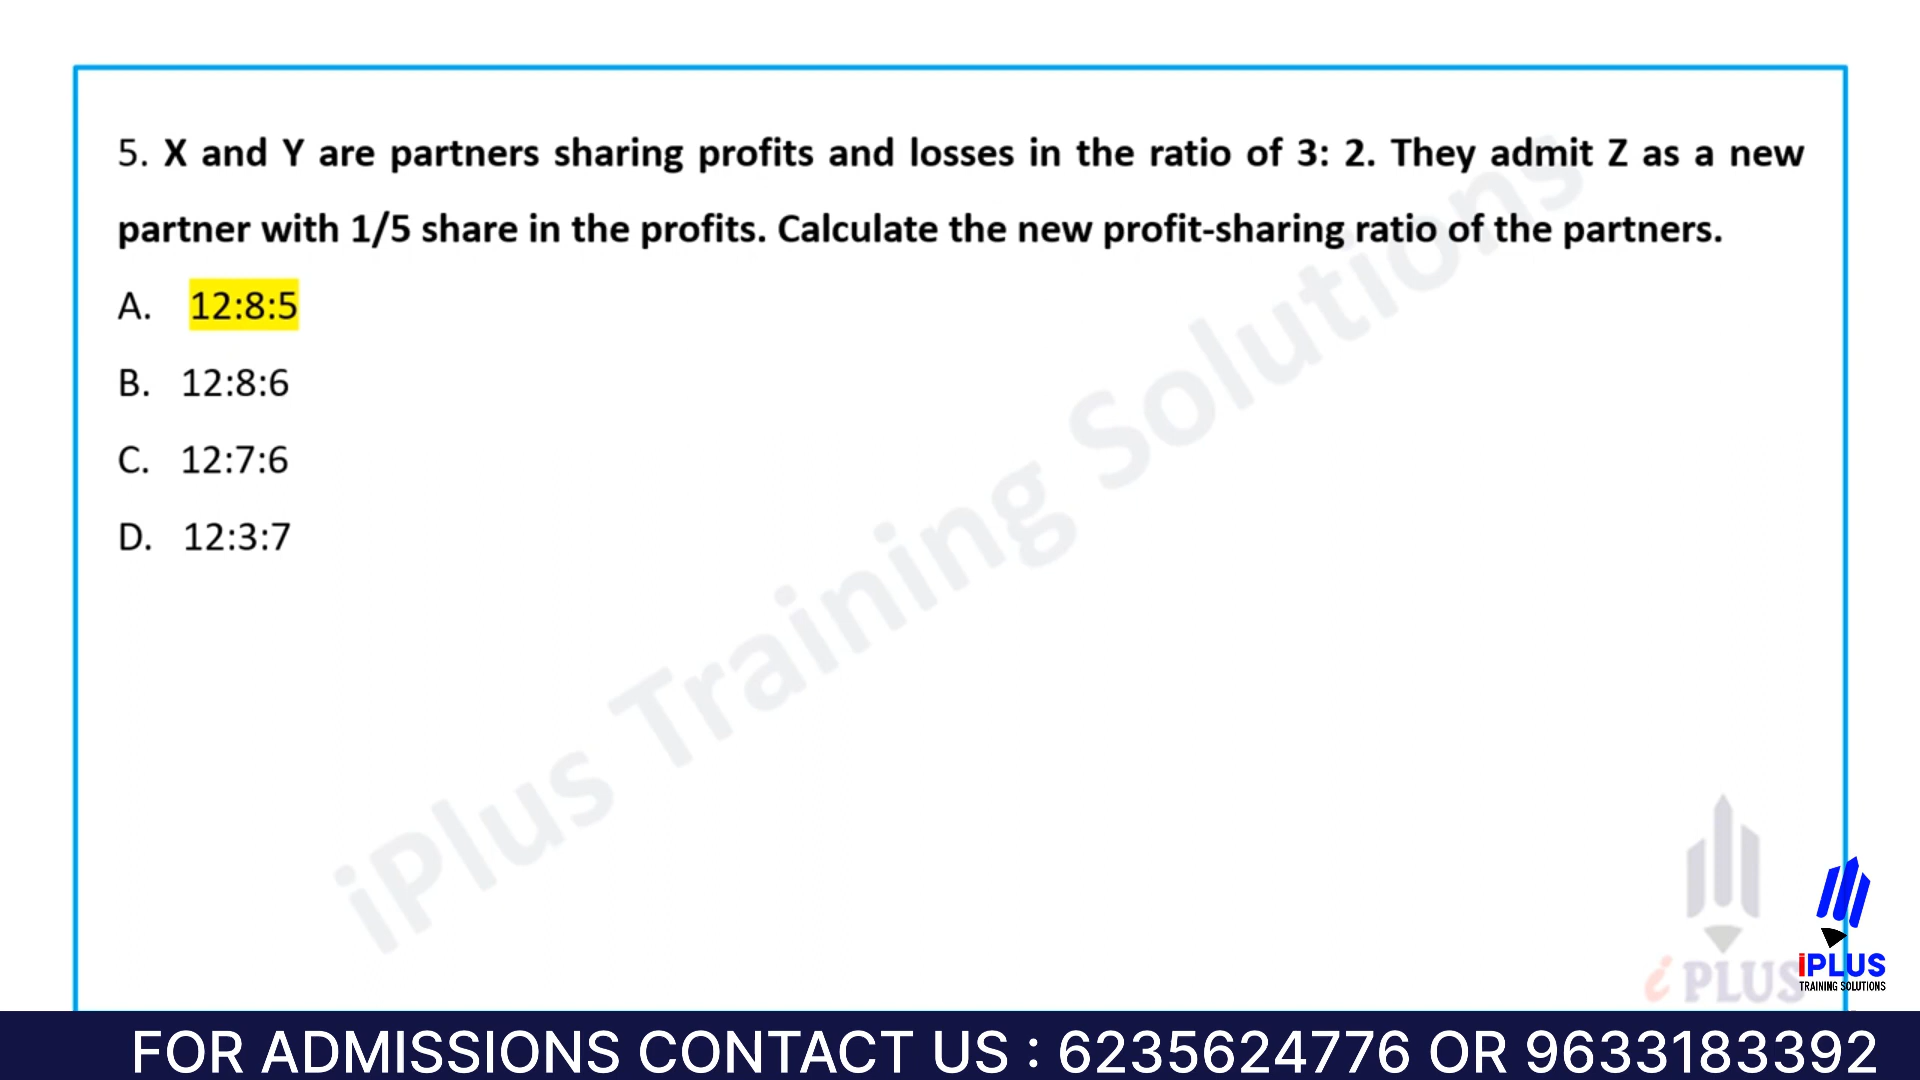 5. X and Y are partners sharing profits and losses in the ratio of 3: 2. They admit Z as a new
partner with 1/5 share in the profits. Calculate the new profit-sharing ratio of the partners.
A. 12:8:5
B. 12:8:6
C. 12:7:6
D. 12:3:7
iPlus Training Solutions
i PLUS
iPLUS
TRAINING SOLUTIONS
FOR ADMISSIONS CONTACT US : 6235624776 OR 9633183392